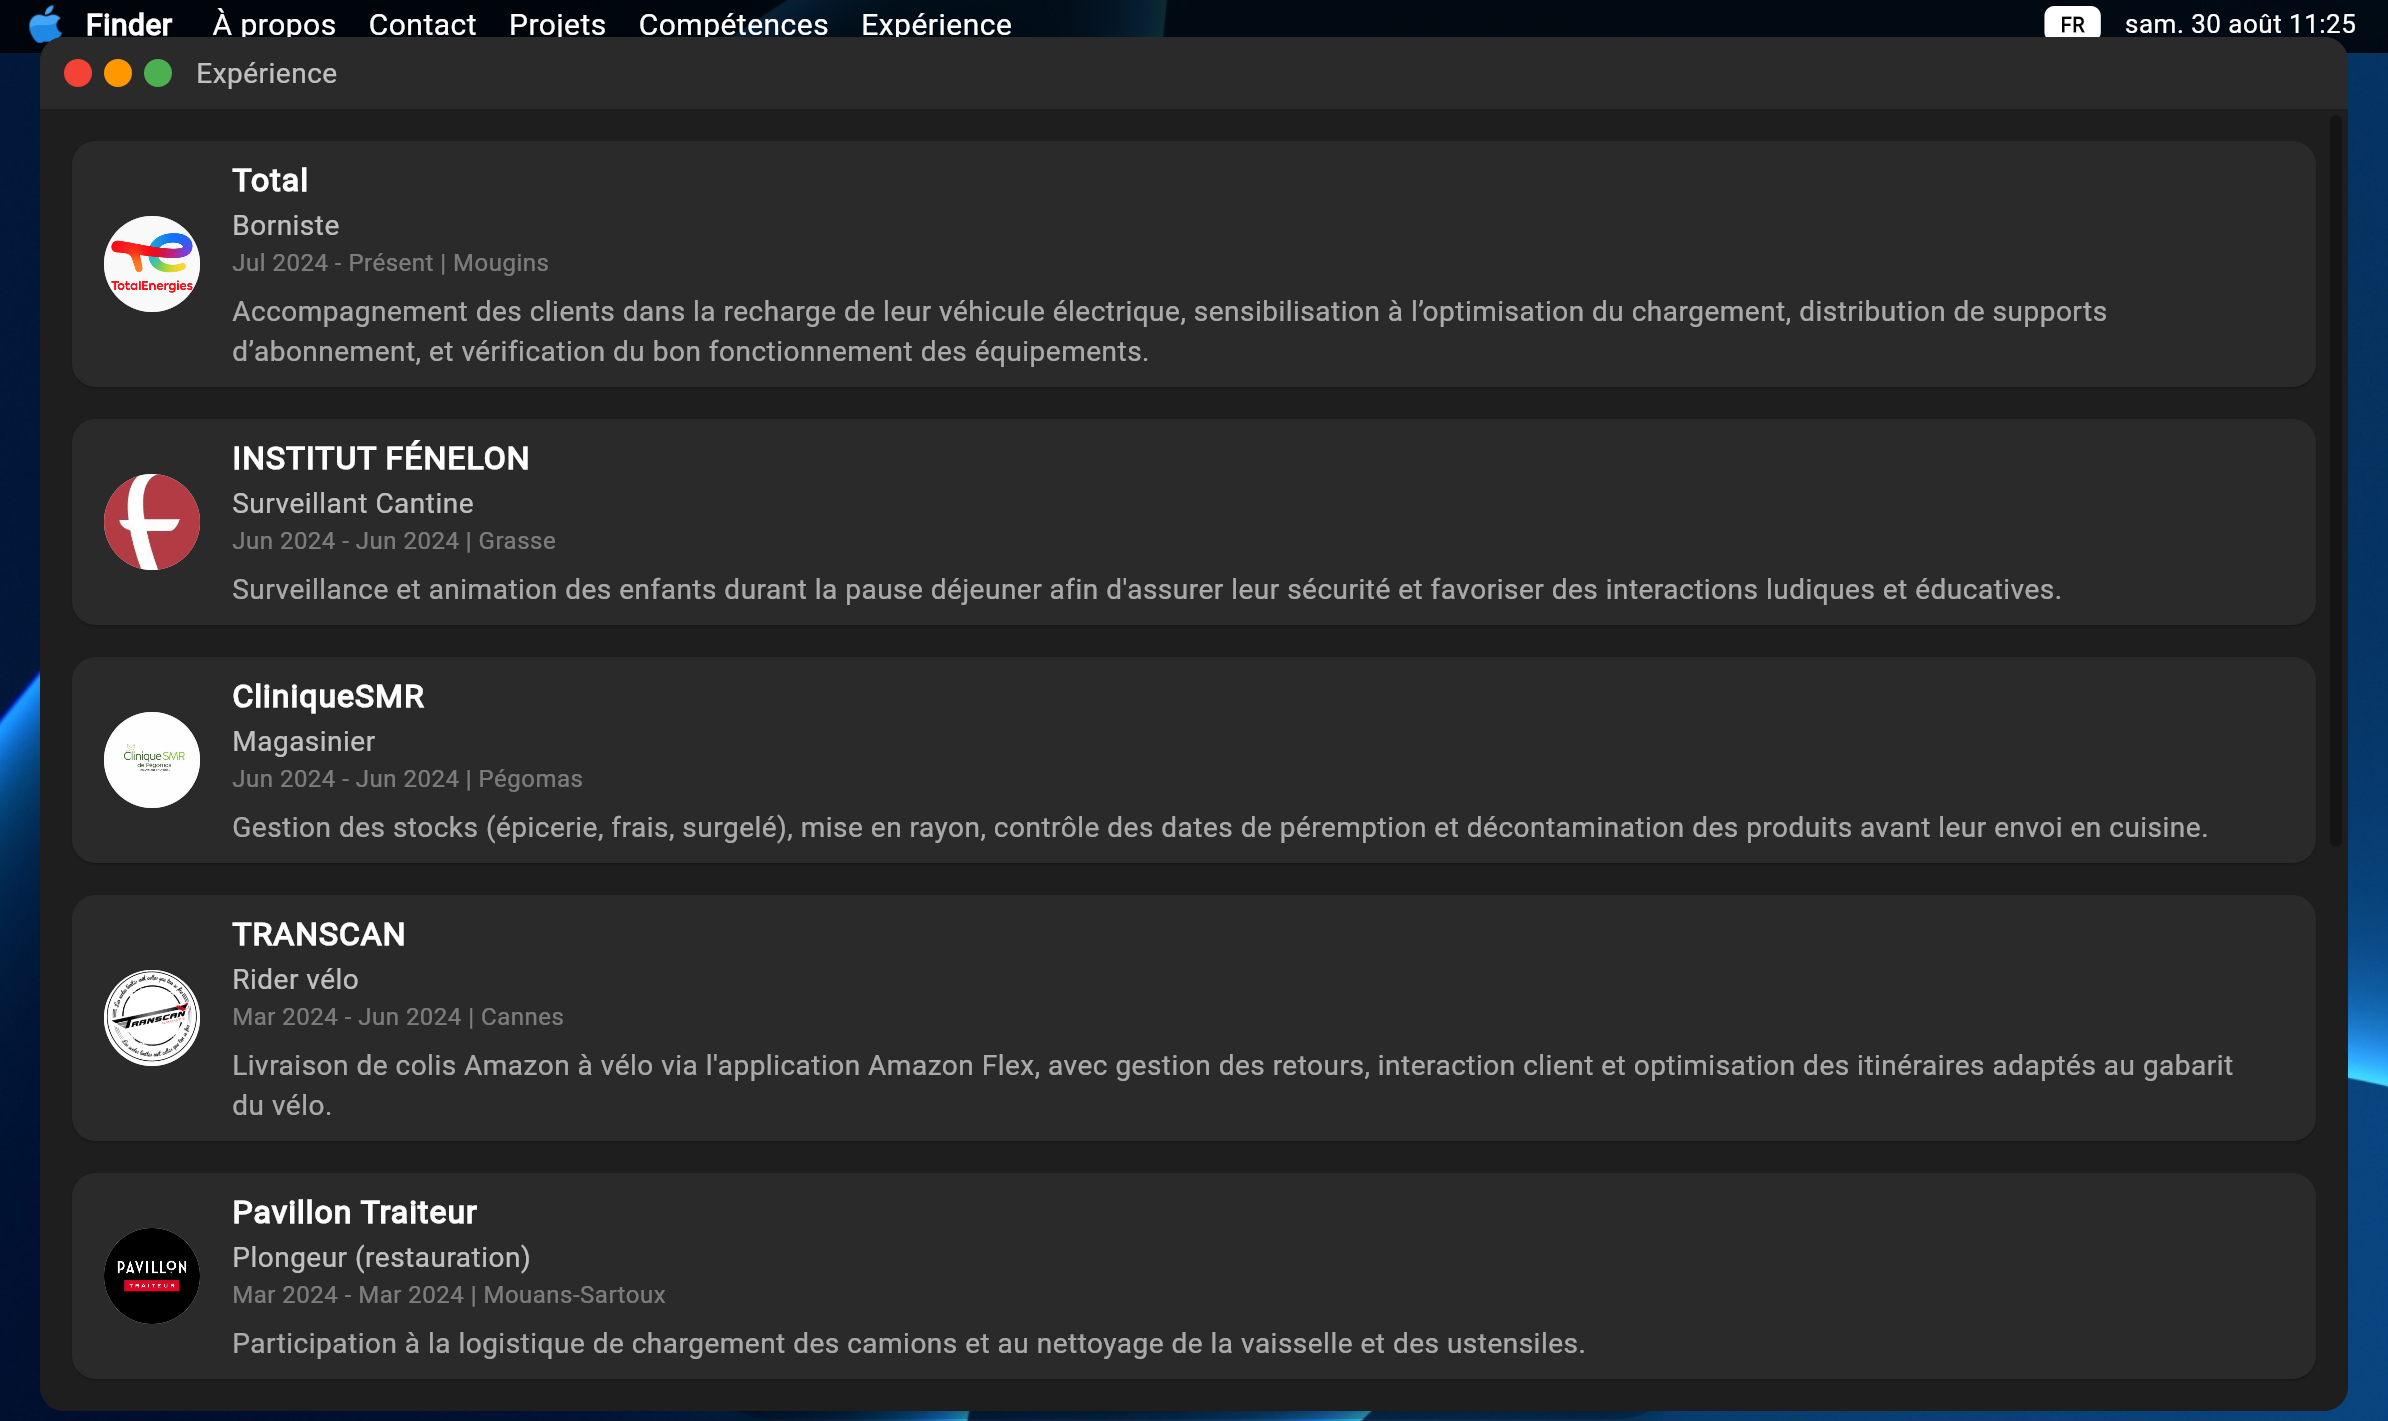 Finder À propos Contact Projets Compétences Expérience FR sam. 30 août 11:25
Expérience
Total
Borniste
Jul 2024 - Présent | Mougins
TotalEnergies
Accompagnement des clients dans la recharge de leur véhicule électrique, sensibilisation à l’optimisation du chargement, distribution de supports
d’abonnement, et vérification du bon fonctionnement des équipements.
INSTITUT FÉNELON
Surveillant Cantine
Jun 2024 - Jun 2024 | Grasse
Surveillance et animation des enfants durant la pause déjeuner afin d'assurer leur sécurité et favoriser des interactions ludiques et éducatives.
CliniqueSMR
Magasinier
Jun 2024 - Jun 2024 | Pégomas
Clinique SMR
de Pégomas
Gestion des stocks (épicerie, frais, surgelé), mise en rayon, contrôle des dates de péremption et décontamination des produits avant leur envoi en cuisine.
TRANSCAN
Rider vélo
Mar 2024 - Jun 2024 | Cannes
TRANSCAN
Livraison de colis Amazon à vélo via l'application Amazon Flex, avec gestion des retours, interaction client et optimisation des itinéraires adaptés au gabarit
du vélo.
Pavillon Traiteur
Plongeur (restauration)
Mar 2024 - Mar 2024 | Mouans-Sartoux
PAVILLON
TRAITEUR
Participation à la logistique de chargement des camions et au nettoyage de la vaisselle et des ustensiles.